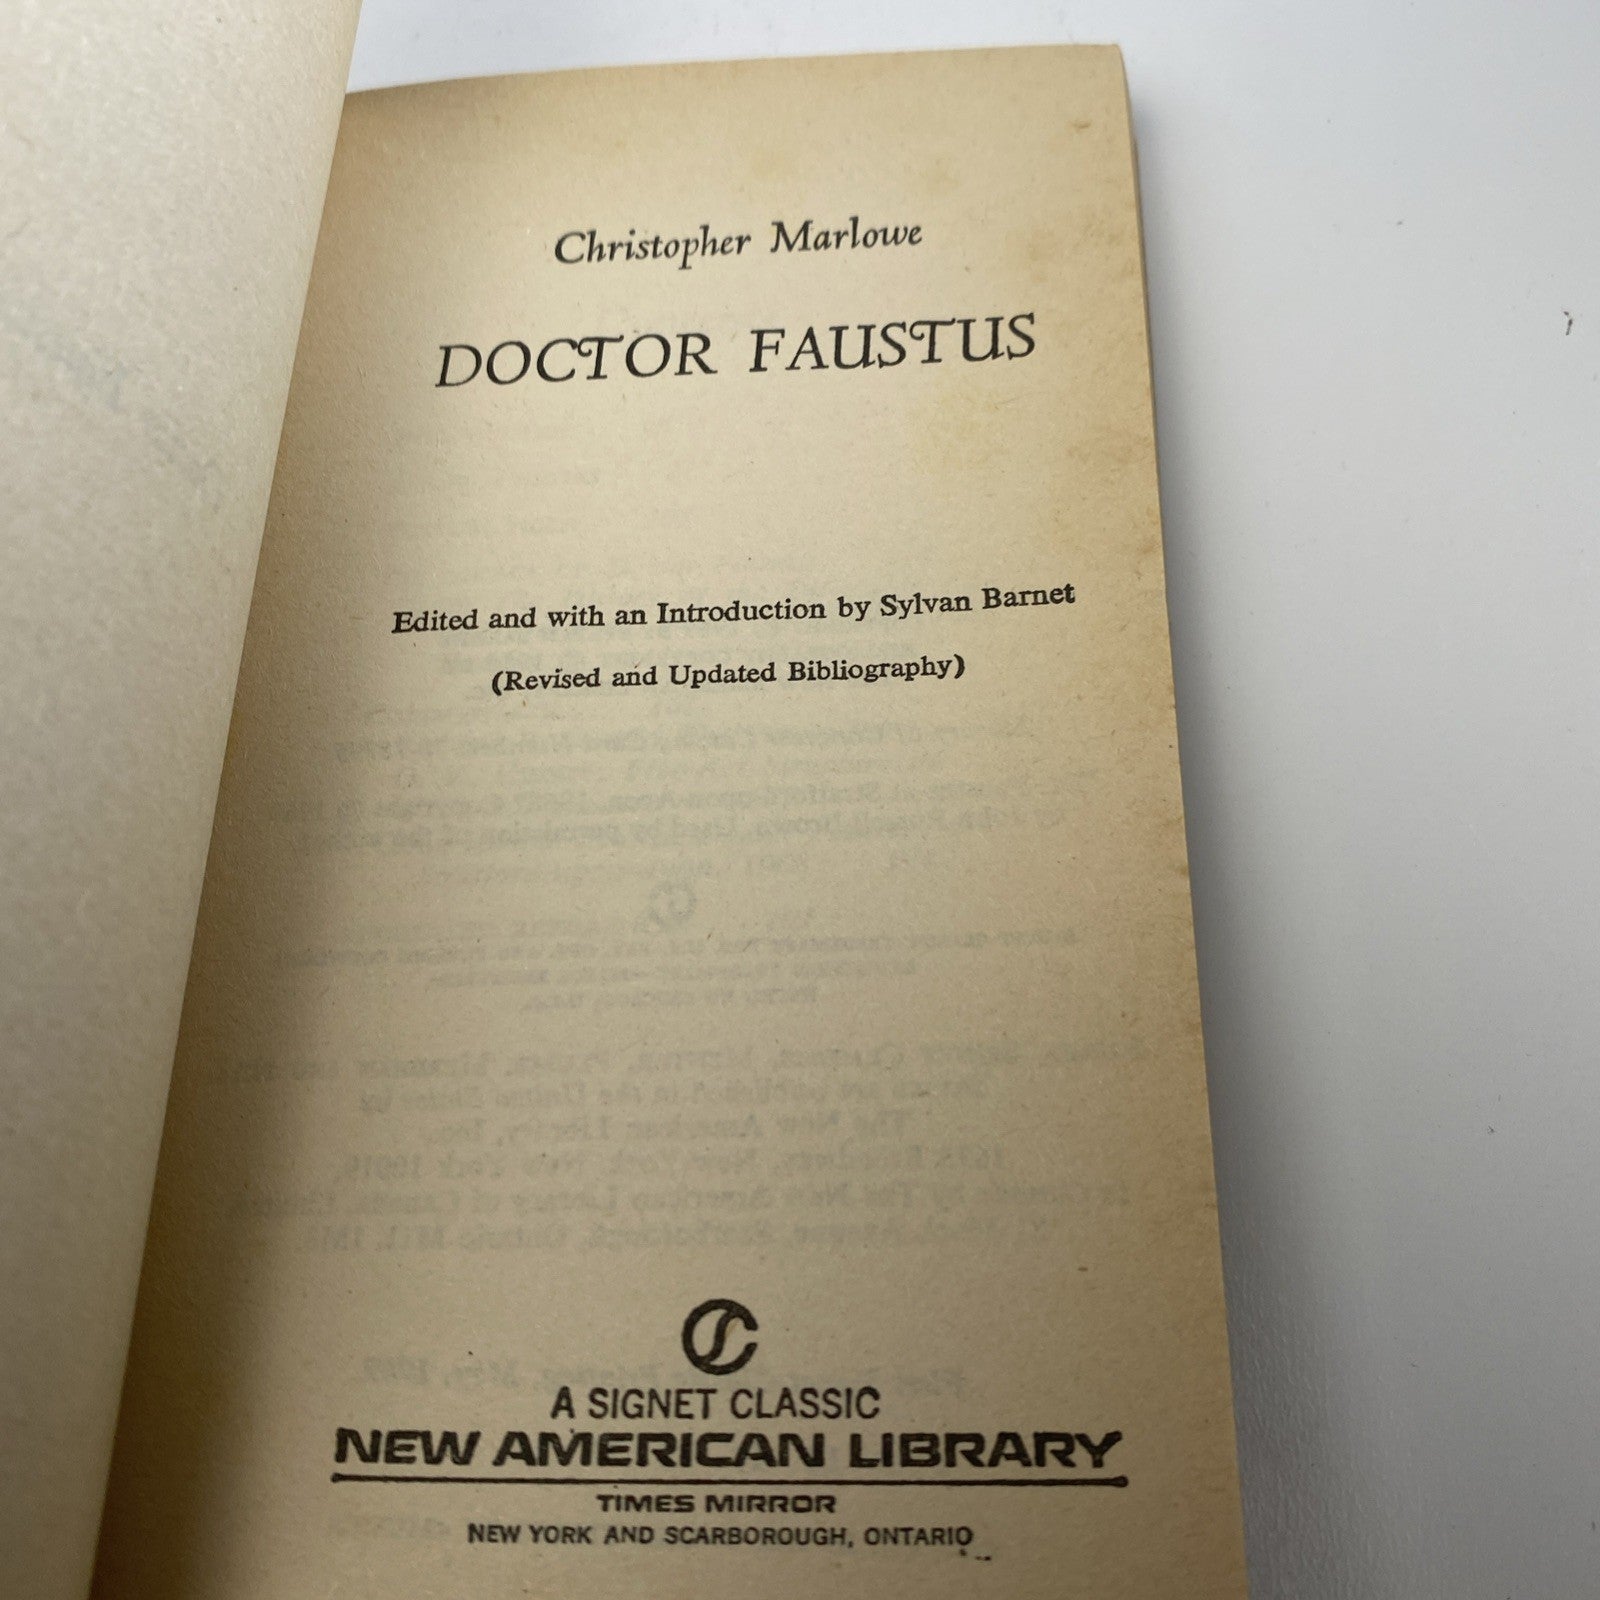 Christopher Marlowe
DOCTOR FAUSTUS
Edited and with an Introduction by Sylvan Barnet
(Revised and Updated Bibliography)
A SIGNET CLASSIC
NEW AMERICAN LIBRARY
TIMES MIRROR
NEW YORK AND SCARBOROUGH, ONTARIO